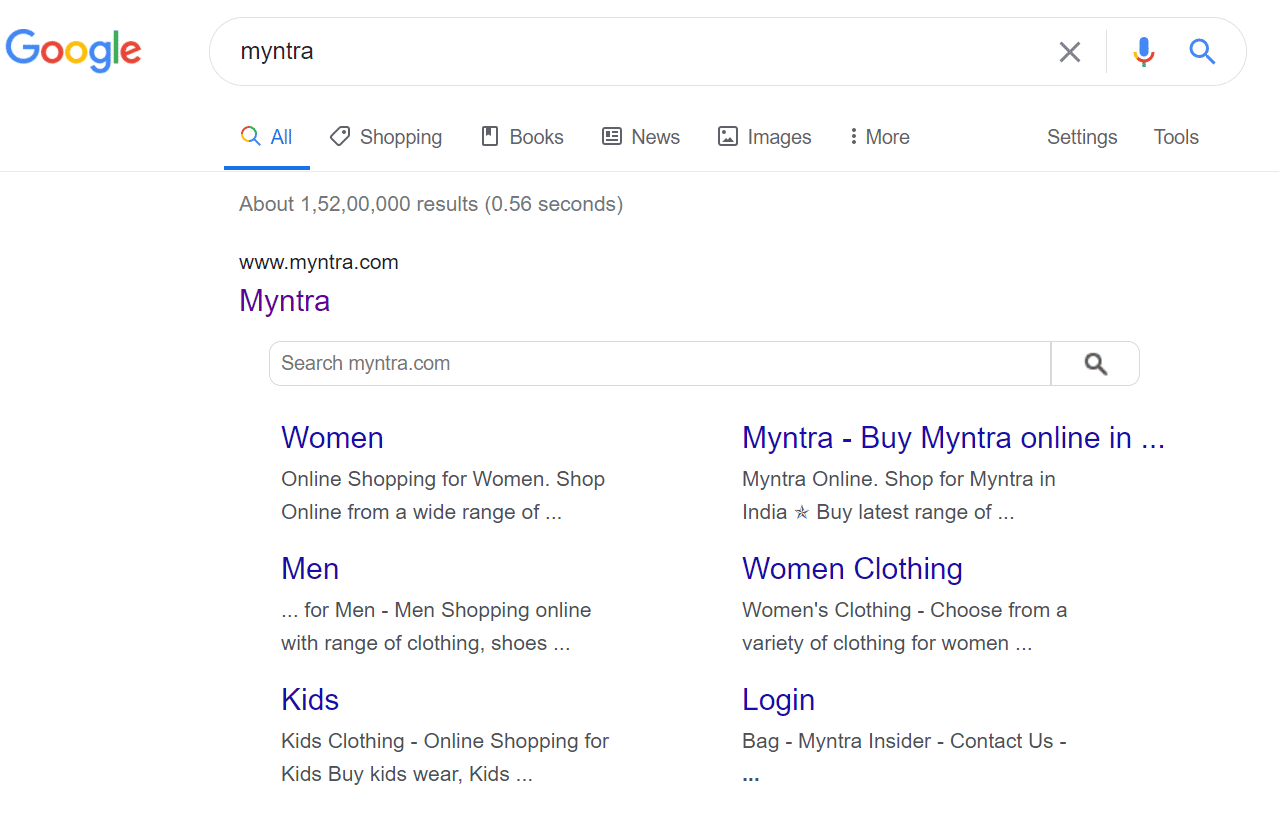 Google
myntra
All Shopping Books News Images More Settings Tools
About 1,52,00,000 results (0.56 seconds)
www.myntra.com
Myntra
Search myntra.com
Women
Online Shopping for Women. Shop
Online from a wide range of ...
Myntra - Buy Myntra online in ...
Myntra Online. Shop for Myntra in
India ✯ Buy latest range of ...
Men
... for Men - Men Shopping online
with range of clothing, shoes ...
Women Clothing
Women's Clothing - Choose from a
variety of clothing for women ...
Kids
Kids Clothing - Online Shopping for
Kids Buy kids wear, Kids ...
Login
Bag - Myntra Insider - Contact Us -
...